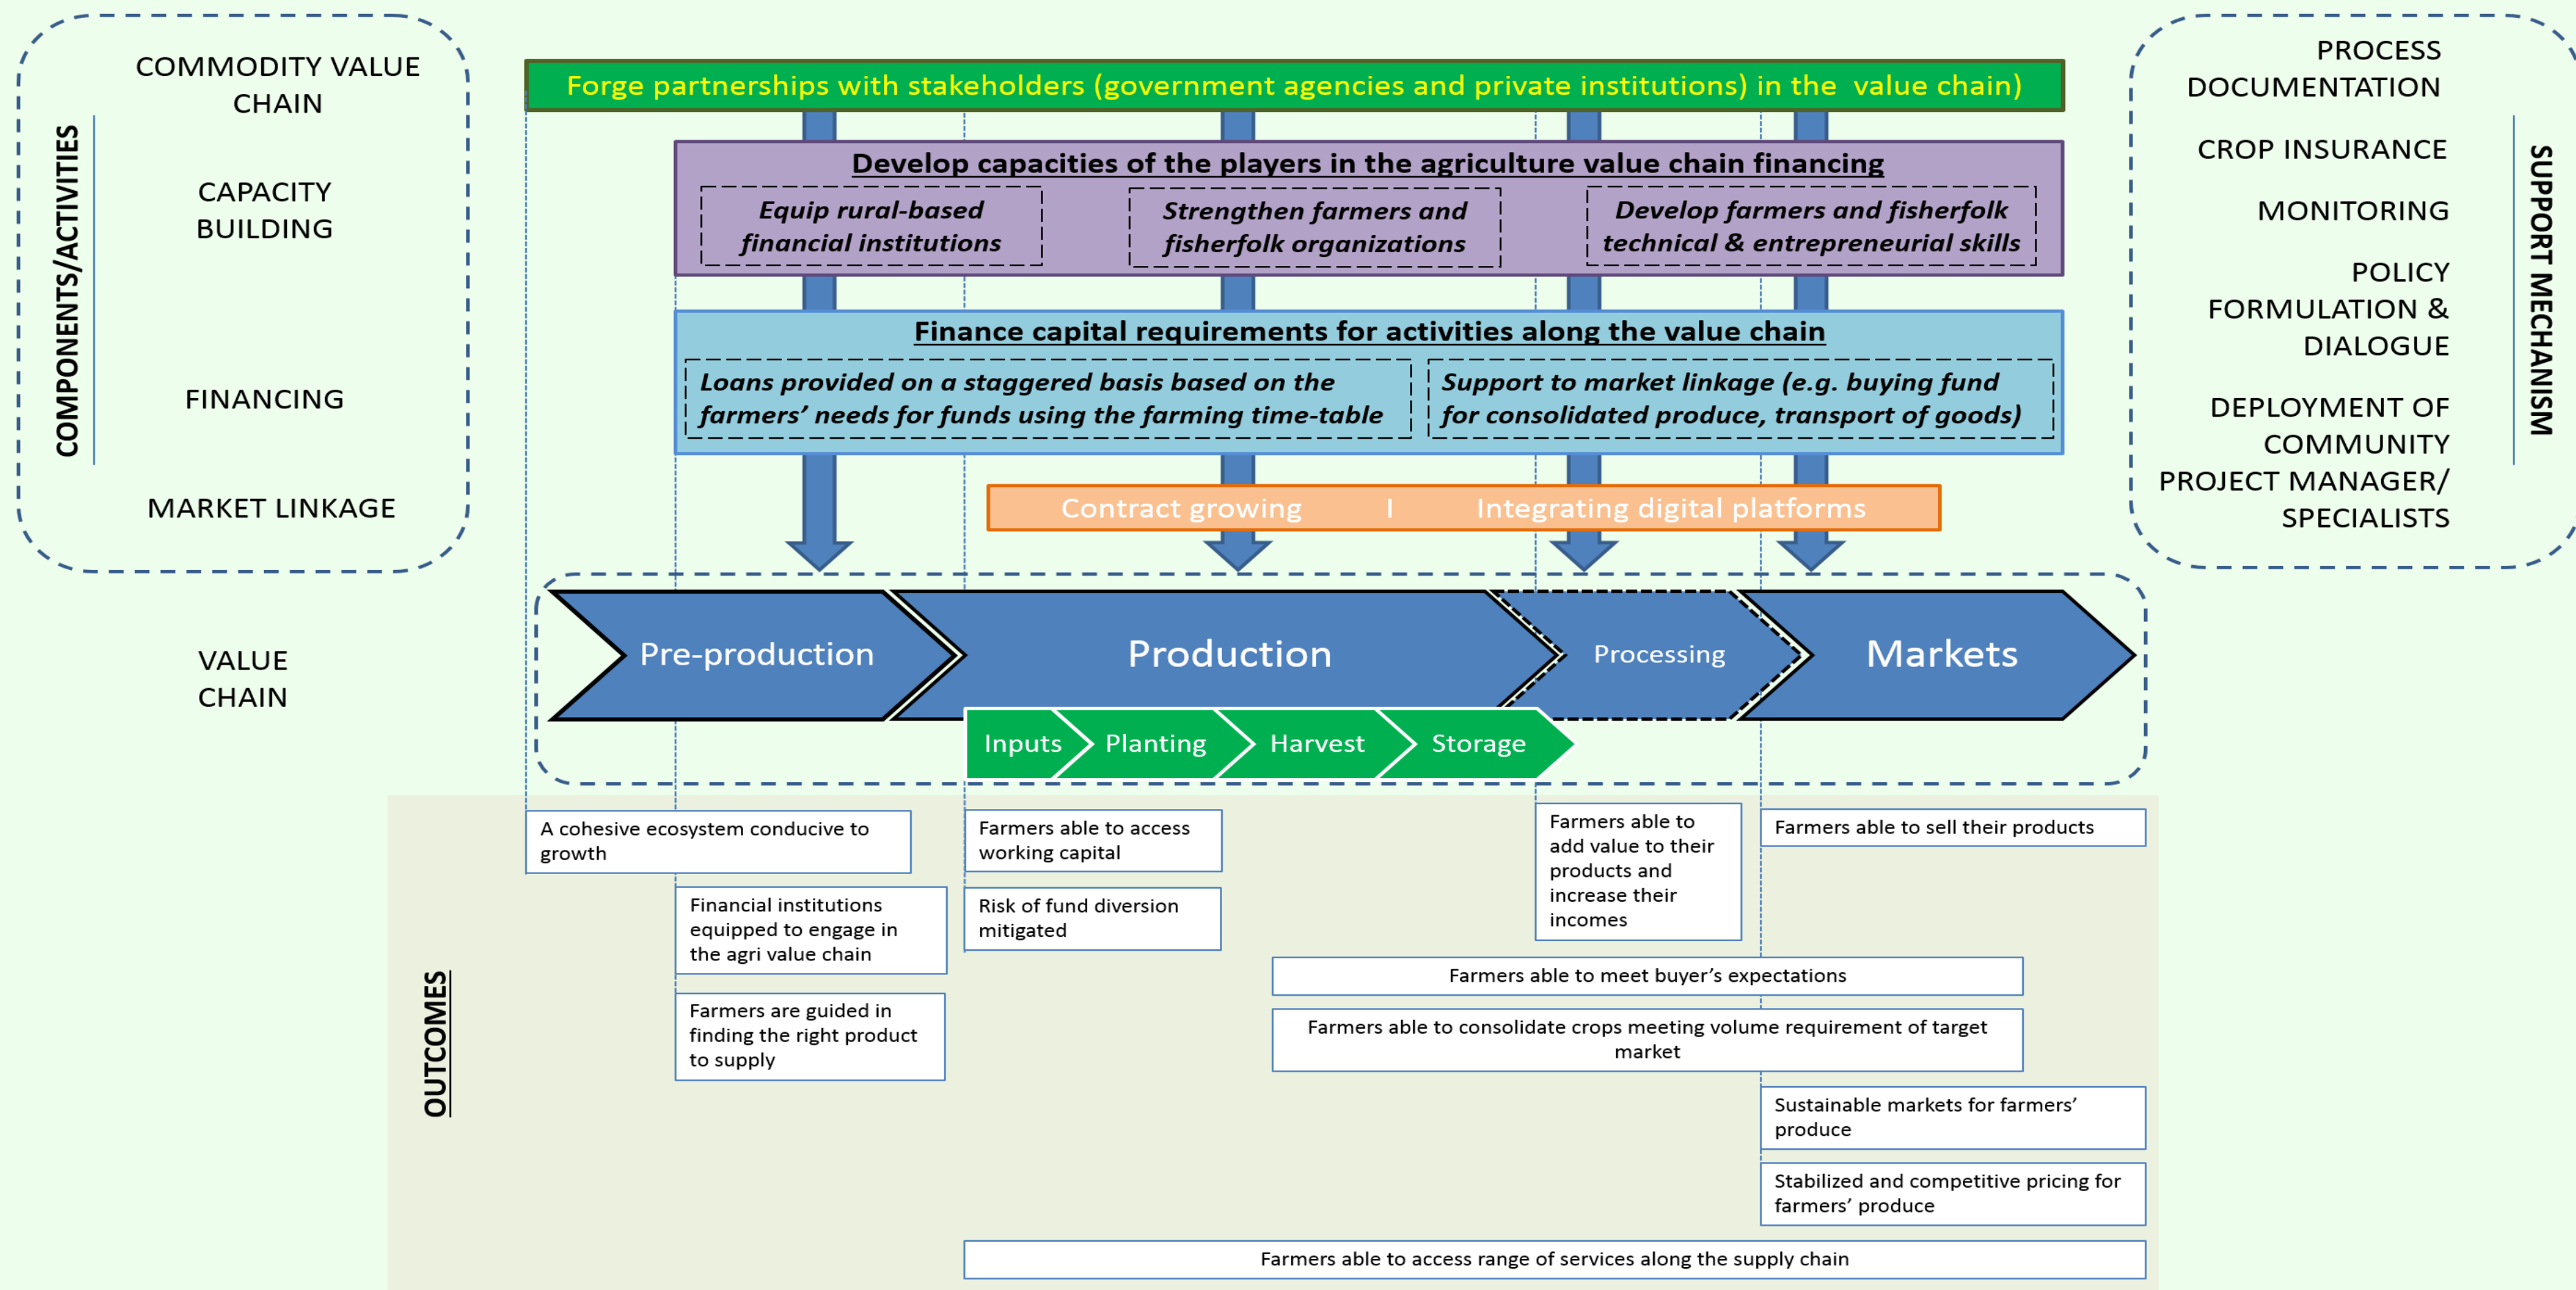 COMPONENTS/ACTIVITIES
COMMODITY VALUE
CHAIN
CAPACITY
BUILDING
FINANCING
MARKET LINKAGE
Forge partnerships with stakeholders (government agencies and private institutions) in the value chain)
Develop capacities of the players in the agriculture value chain financing
Equip rural-based
financial institutions
Strengthen farmers and
fisherfolk organizations
Develop farmers and fisherfolk
technical & entrepreneurial skills
Finance capital requirements for activities along the value chain
Loans provided on a staggered basis based on the
farmers’ needs for funds using the farming time-table
Support to market linkage (e.g. buying fund
for consolidated produce, transport of goods)
Contract growing | Integrating digital platforms
PROCESS
DOCUMENTATION
CROP INSURANCE
MONITORING
POLICY
FORMULATION &
DIALOGUE
DEPLOYMENT OF
COMMUNITY
PROJECT MANAGER/
SPECIALISTS
SUPPORT MECHANISM
VALUE
CHAIN
Pre-production
Production
Processing
Markets
Inputs
Planting
Harvest
Storage
OUTCOMES
A cohesive ecosystem conducive to
growth
Financial institutions
equipped to engage in
the agri value chain
Farmers are guided in
finding the right product
to supply
Farmers able to access
working capital
Risk of fund diversion
mitigated
Farmers able to
add value to their
products and
increase their
incomes
Farmers able to sell their products
Farmers able to meet buyer’s expectations
Farmers able to consolidate crops meeting volume requirement of target
market
Sustainable markets for farmers’
produce
Stabilized and competitive pricing for
farmers’ produce
Farmers able to access range of services along the supply chain